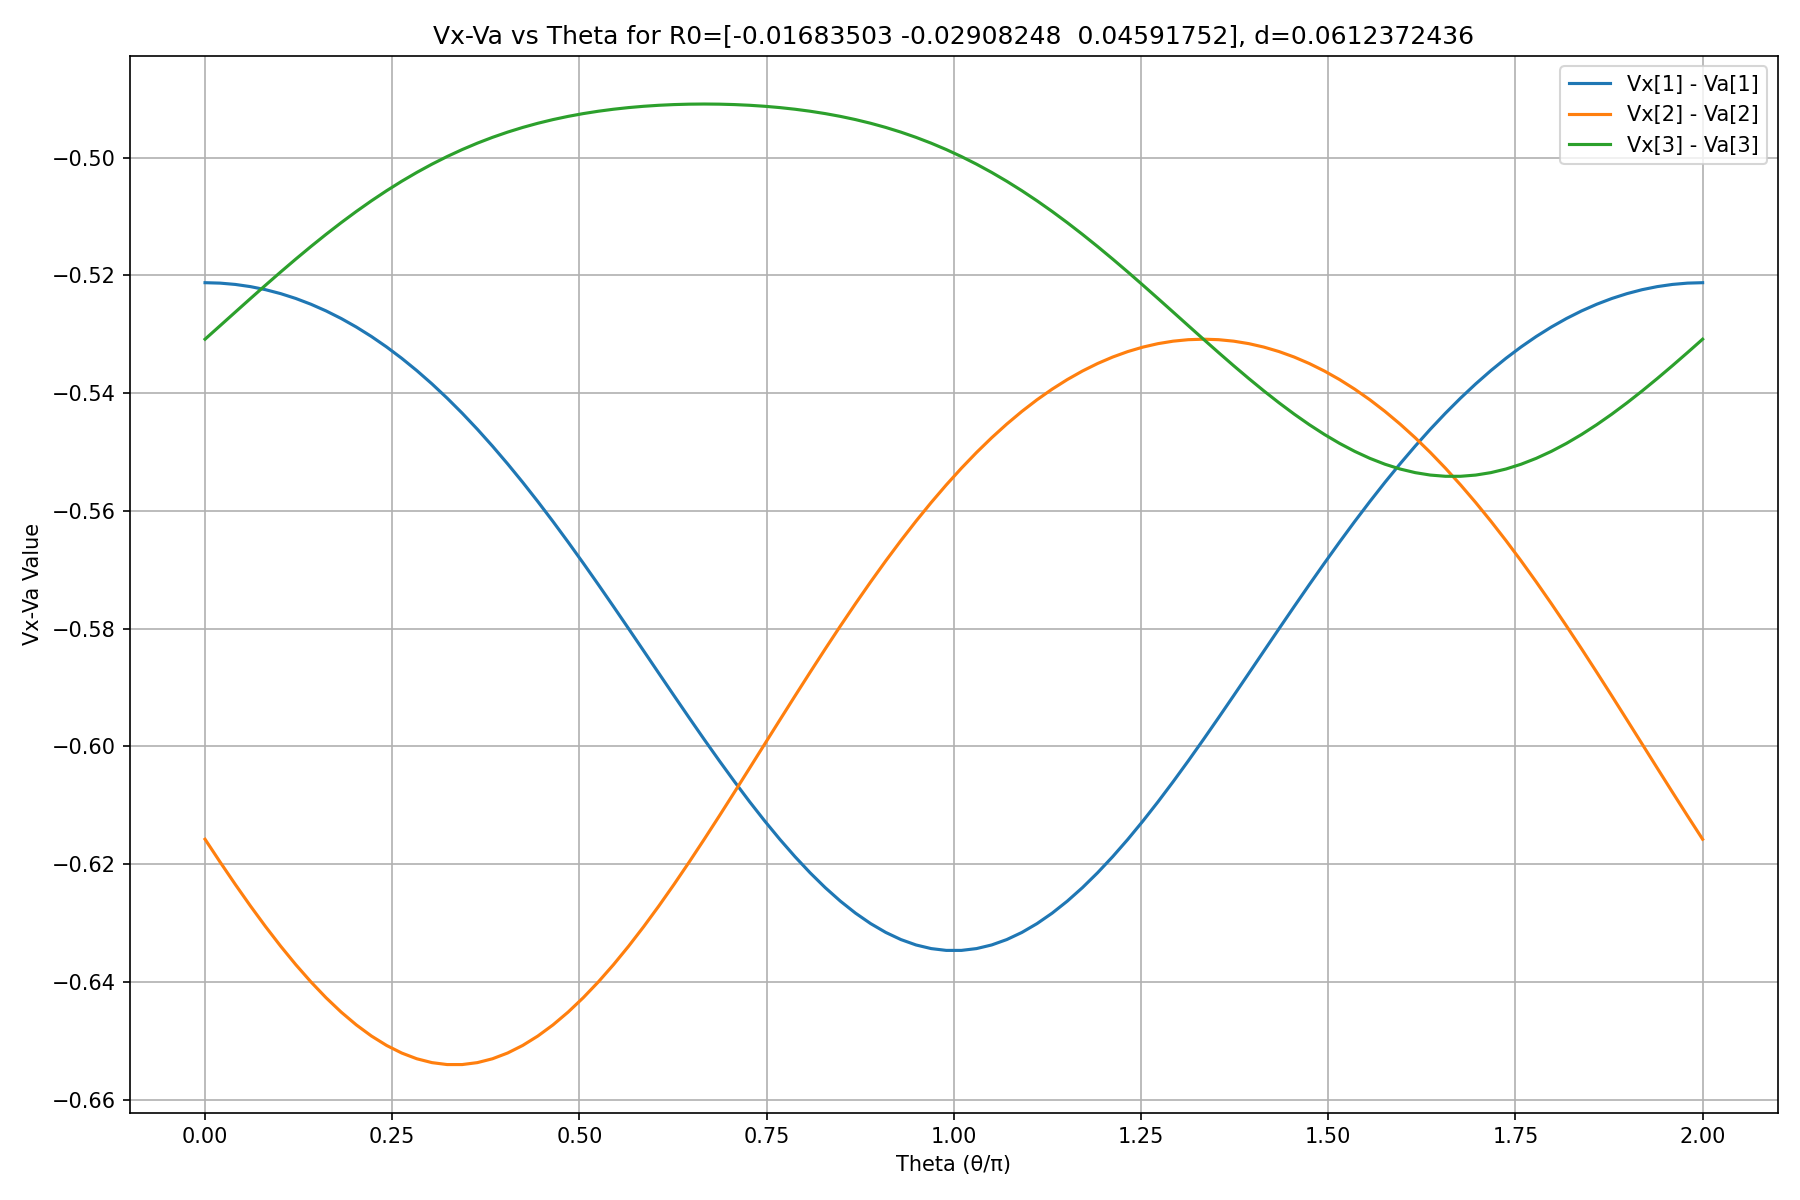 Vx-Va vs Theta for R0=[-0.01683503 -0.02908248  0.04591752], d=0.0612372436
Vx[1] - Va[1]
Vx[2] - Va[2]
Vx[3] - Va[3]
−0.50
−0.52
−0.54
−0.56
−0.58
−0.60
−0.62
−0.64
−0.66
Vx-Va Value
0.00 0.25 0.50 0.75 1.00 1.25 1.50 1.75 2.00
Theta (θ/π)